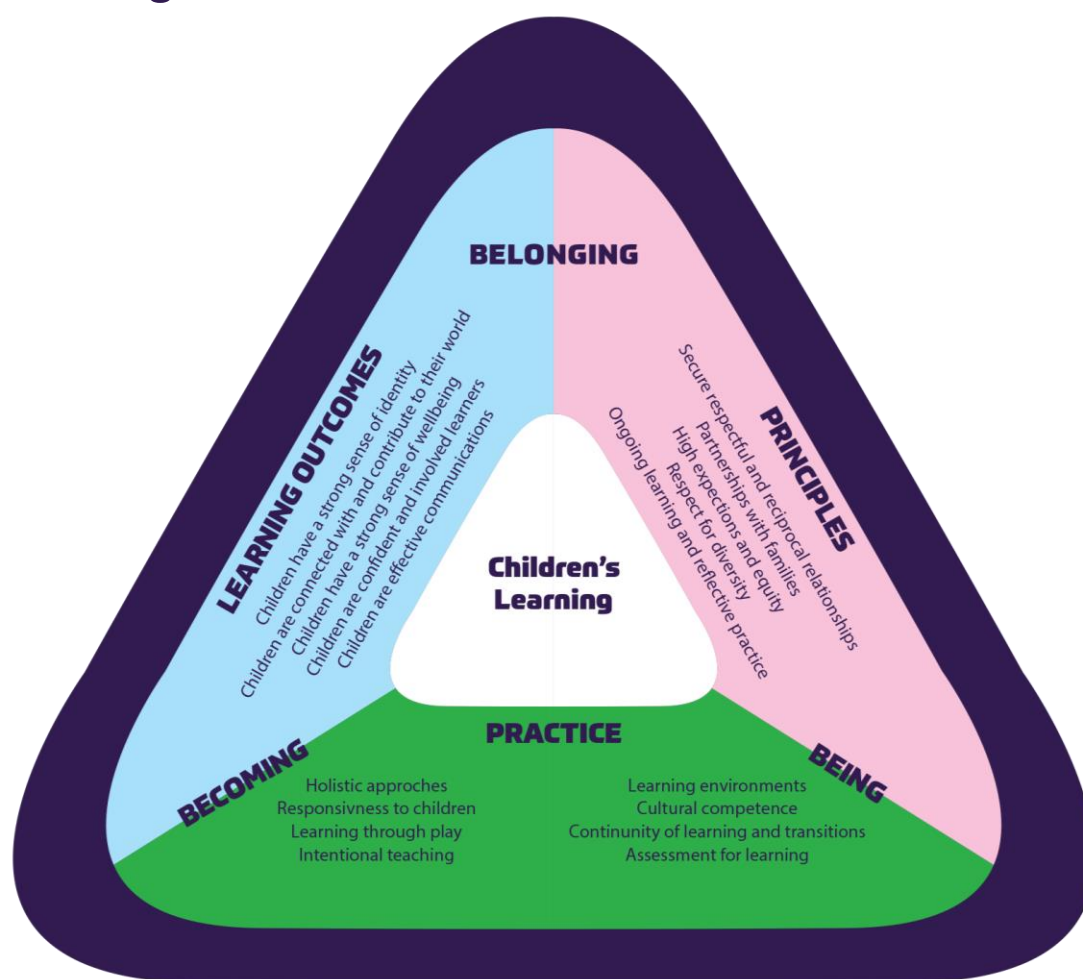 BELONGING
LEARNING OUTCOMES
Children have a strong sense of identity
Children are connected with and contribute to their world
Children have a strong sense of wellbeing
Children are confident and involved learners
Children are effective communications
PRINCIPLES
Secure respectful and reciprocal relationships
Partnerships with families
High expections and equity
Respect for diversity
Ongoing learning and reflective practice
Children's
Learning
PRACTICE
BECOMING
BEING
Holistic approches
Responsivness to children
Learning through play
Intentional teaching
Learning environments
Cultural competence
Continunity of learning and transitions
Assessment for learning